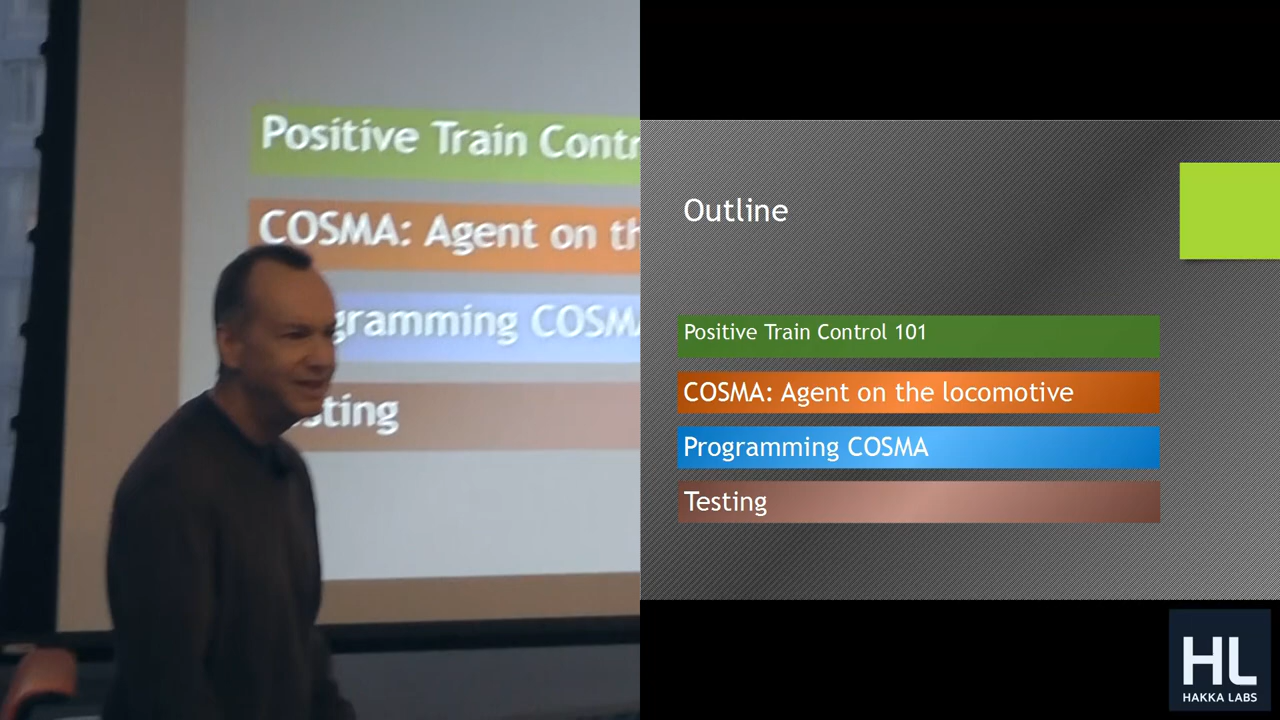 Positive Train Contr
COSMA: Agent on th
gramming COSMA
sting
Outline
Positive Train Control 101
COSMA: Agent on the locomotive
Programming COSMA
Testing
HL
HAKKA LABS